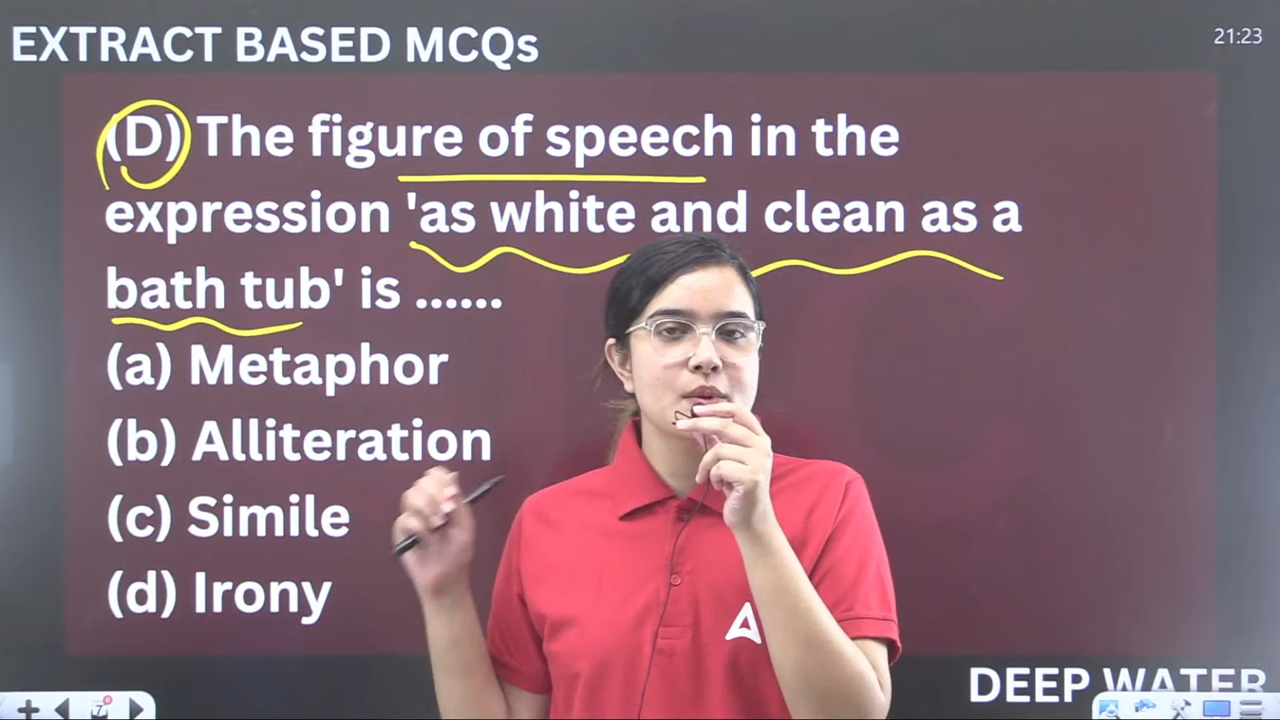 EXTRACT BASED MCQs
21:23
(D) The figure of speech in the
expression 'as white and clean as a
bath tub' is ......
(a) Metaphor
(b) Alliteration
(c) Simile
(d) Irony
DEEP WATER